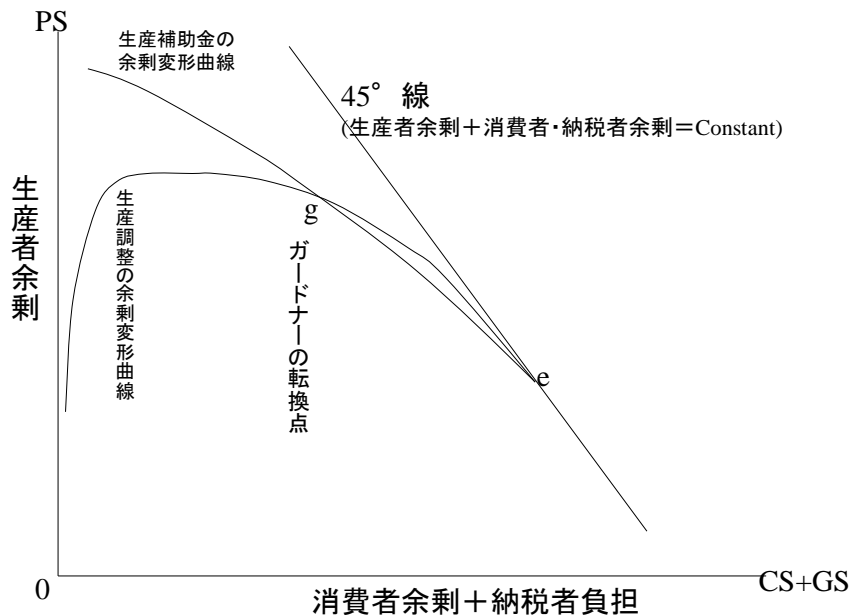 PS
生産補助金の
余剰変形曲線
45°線
(生産者余剰＋消費者・納税者余剰＝Constant)
生産者余剰
生産調整の余剰変形曲線
g
ガードナーの転換点
e
0
消費者余剰＋納税者負担
CS+GS